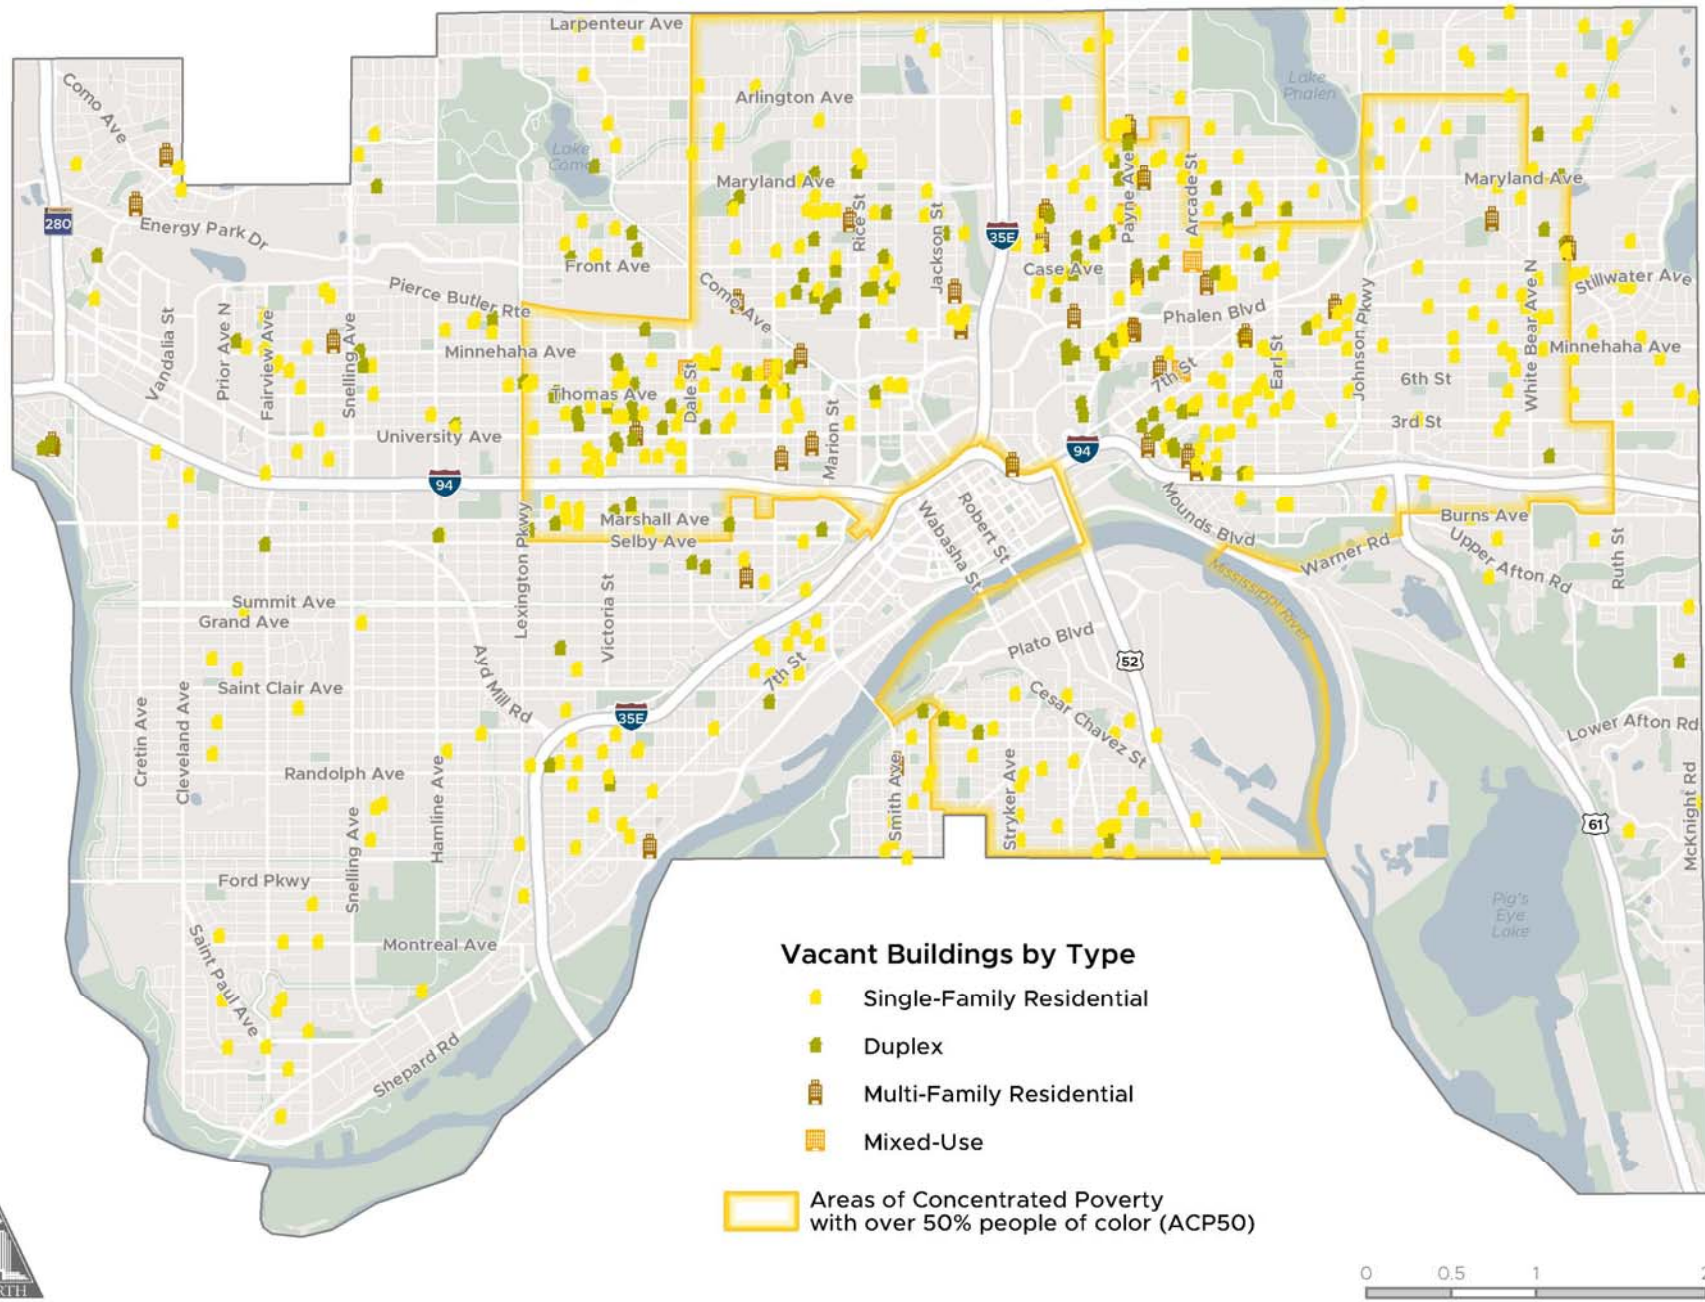 Larpenteur Ave
Como Ave
Arlington Ave
Lake
Phalen
Lake
Como
Maryland Ave
Payne Ave
Arcade St
Maryland Ave
280
Energy Park Dr
Rice St
Jackson St
35E
Front Ave
Case Ave
Stillwater Ave
Pierce Butler Rte
Como Ave
Phalen Blvd
Johnson Pkwy
White Bear Ave N
Vandalia St
Prior Ave N
Fairview Ave
Snelling Ave
Minnehaha Ave
Earl St
Minnehaha Ave
Thomas Ave
Dale St
7th St
6th St
University Ave
Marion St
3rd St
94
94
Lexington Pkwy
Marshall Ave
Selby Ave
Wabasha St
Robert St
Mounds Blvd
Burns Ave
Warner Rd
Upper Afton Rd
Ruth St
Mississippi River
Summit Ave
Grand Ave
Victoria St
Plato Blvd
52
Ayd Mill Rd
7th St
Saint Clair Ave
Cesar Chavez St
35E
Lower Afton Rd
Cretin Ave
Cleveland Ave
Randolph Ave
Hamline Ave
Smith Ave
Stryker Ave
McKnight Rd
61
Snelling Ave
Ford Pkwy
Pig's
Eye
Lake
Saint Paul Ave
Montreal Ave
Shepard Rd
Vacant Buildings by Type
Single-Family Residential
Duplex
Multi-Family Residential
Mixed-Use
Areas of Concentrated Poverty
with over 50% people of color (ACP50)
0 0.5 1